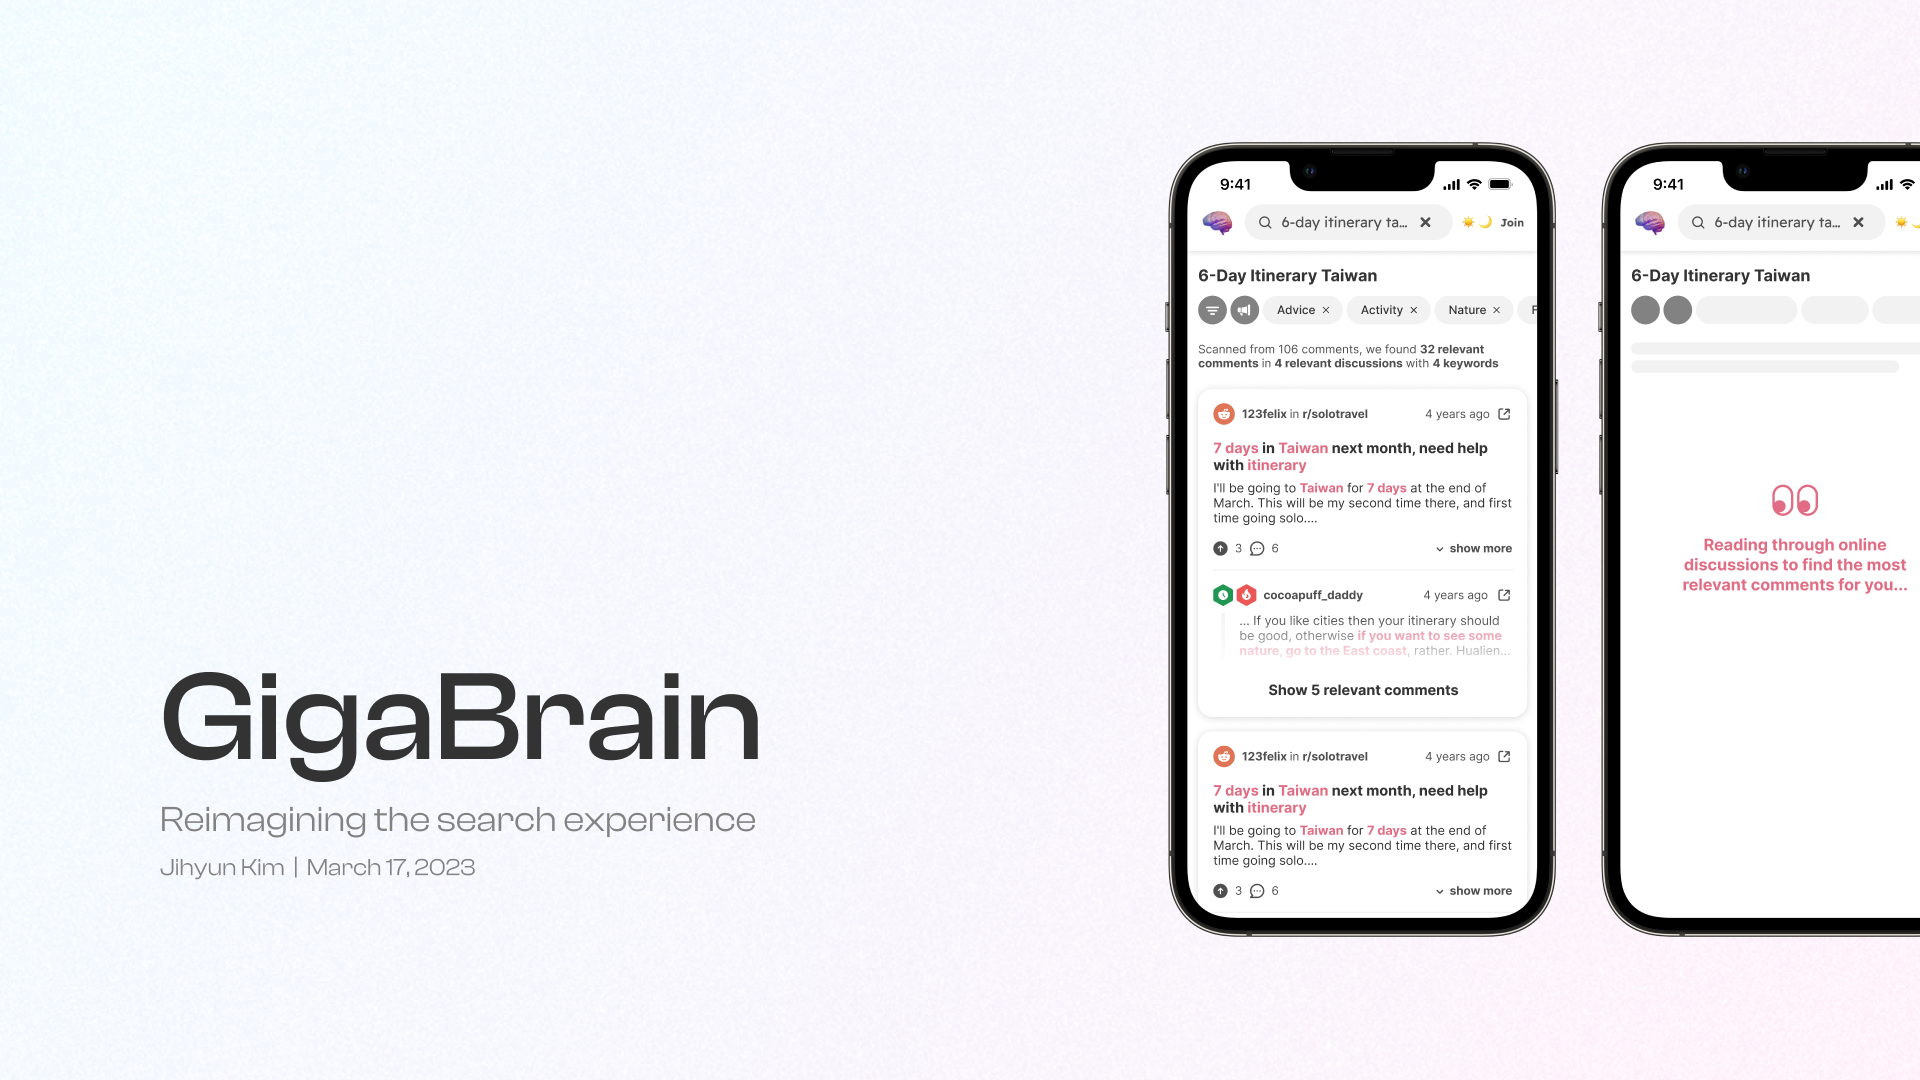 GigaBrain
Reimagining the search experience
Jihyun Kim | March 17, 2023
9:41
6-day itinerary ta...
Join
6-Day Itinerary Taiwan
Advice
Activity
Nature
F
Scanned from 106 comments, we found 32 relevant
comments in 4 relevant discussions with 4 keywords
123felix in r/solotravel
4 years ago
7 days in Taiwan next month, need help
with itinerary
I'll be going to Taiwan for 7 days at the end of
March. This will be my second time there, and first
time going solo....
3
6
show more
cocoapuff_daddy
4 years ago
... If you like cities then your itinerary should
be good, otherwise if you want to see some
nature, go to the East coast, rather. Hualien...
Show 5 relevant comments
123felix in r/solotravel
4 years ago
7 days in Taiwan next month, need help
with itinerary
I'll be going to Taiwan for 7 days at the end of
March. This will be my second time there, and first
time going solo....
3
6
show more
9:41
6-day itinerary ta...
6-Day Itinerary Taiwan
Reading through online
discussions to find the most
relevant comments for you...